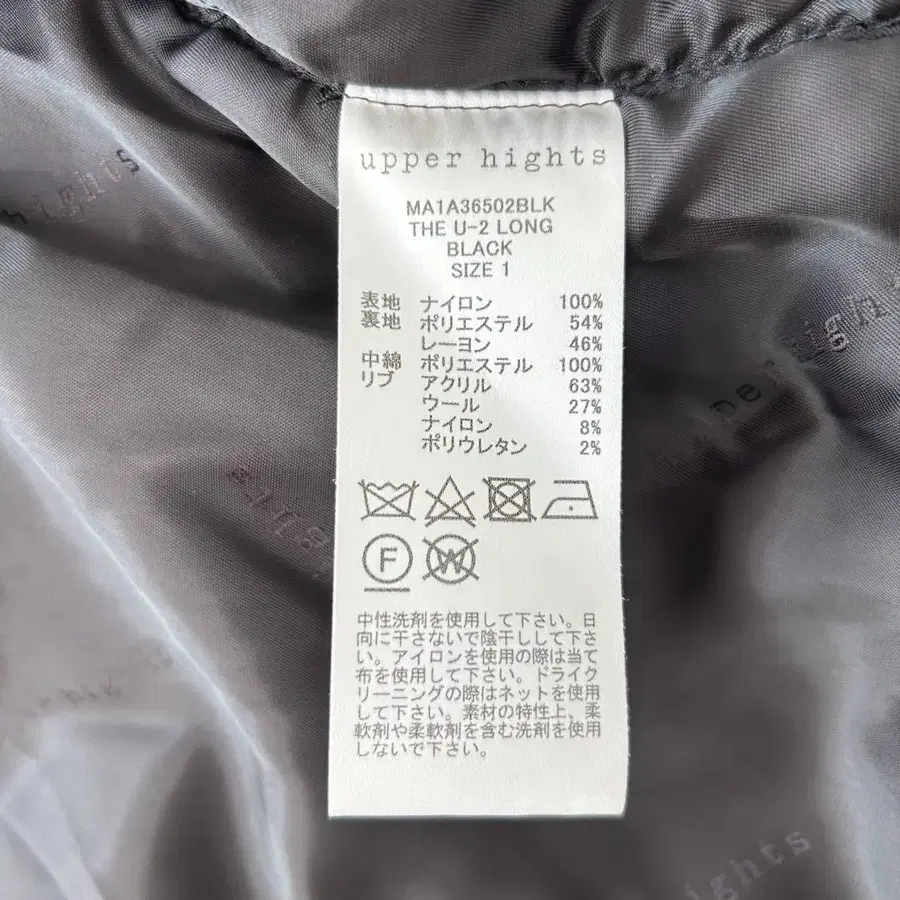 upper hights
MA1A36502BLK
THE U-2 LONG
BLACK
SIZE 1
表地 ナイロン 100%
裏地 ポリエステル 54%
レーヨン 46%
中綿 ポリエステル 100%
リブ アクリル 63%
ウール 27%
ナイロン 8%
ポリウレタン 2%
F W
中性洗剤を使用して下さい。日
向に干さないで陰干しして下さ
い。アイロンを使用の際は当て
布を使用して下さい。ドライク
リーニングの際はネットを使用
して下さい。素材の特性上、柔
軟剤や柔軟剤を含む洗剤を使用
しないで下さい。
hights
hights